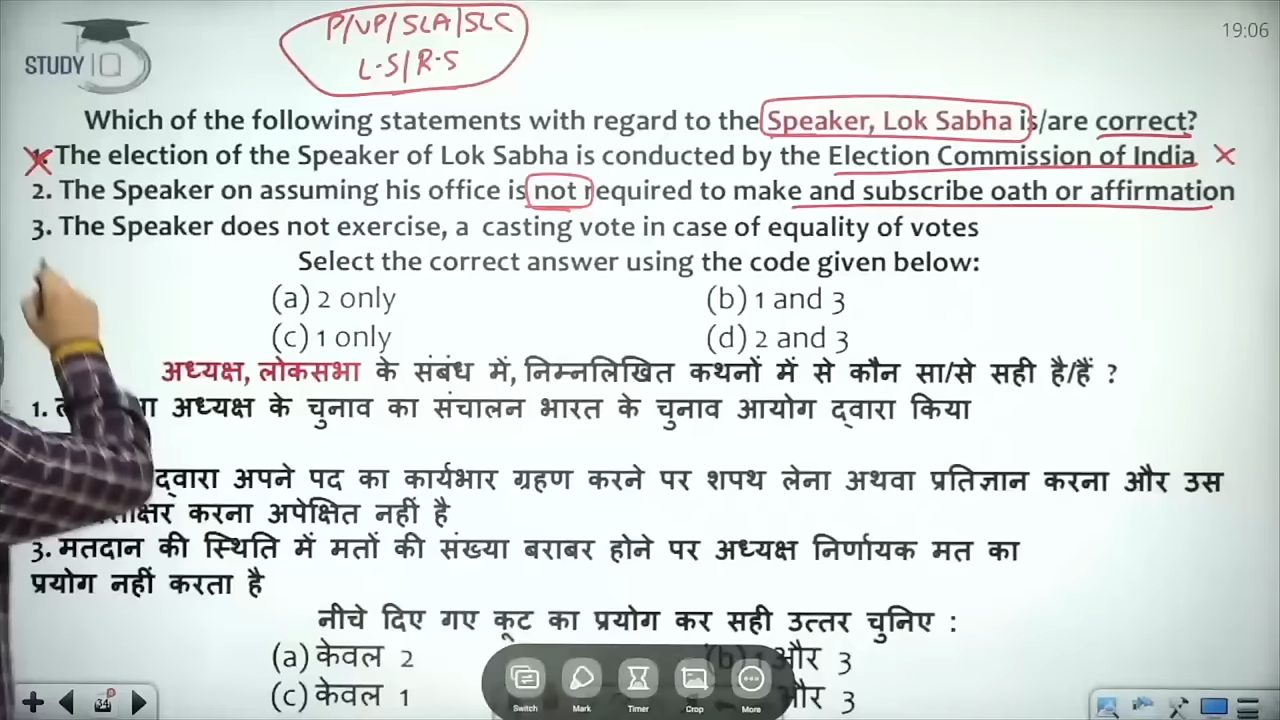 P/VP/SLA/SLC
L-S/R-S
19:06
STUDY IQ
Which of the following statements with regard to the Speaker, Lok Sabha is/are correct?
1. The election of the Speaker of Lok Sabha is conducted by the Election Commission of India
2. The Speaker on assuming his office is not required to make and subscribe oath or affirmation
3. The Speaker does not exercise, a casting vote in case of equality of votes
Select the correct answer using the code given below:
(a) 2 only (b) 1 and 3
(c) 1 only (d) 2 and 3
अध्यक्ष, लोकसभा के संबंध में, निम्नलिखित कथनों में से कौन सा/से सही है/हैं ?
1. अध्यक्ष के चुनाव का संचालन भारत के चुनाव आयोग द्वारा किया
द्वारा अपने पद का कार्यभार ग्रहण करने पर शपथ लेना अथवा प्रतिज्ञान करना और उस
करना अपेक्षित नहीं है
3. मतदान की स्थिति में मतों की संख्या बराबर होने पर अध्यक्ष निर्णायक मत का
प्रयोग नहीं करता है
नीचे दिए गए कूट का प्रयोग कर सही उत्तर चुनिए :
(a) केवल 2 (b) 1 और 3
(c) केवल 1 और 3
Switch Mark Timer Crop More
34